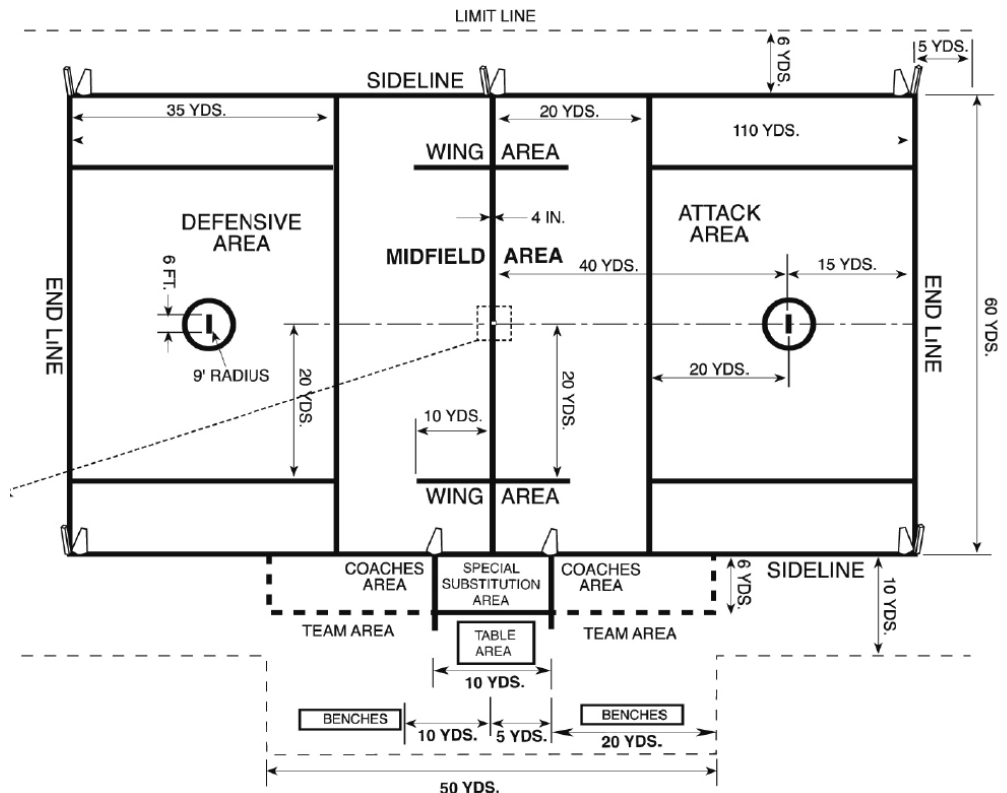 LIMIT LINE
6 YDS.
5 YDS.
SIDELINE
35 YDS.
20 YDS.
110 YDS.
WING AREA
DEFENSIVE
AREA
4 IN.
ATTACK
AREA
MIDFIELD AREA
40 YDS.
15 YDS.
6 FT.
END LINE
END LINE
60 YDS.
9' RADIUS
20 YDS.
20 YDS.
20 YDS.
10 YDS.
WING AREA
COACHES
AREA
SPECIAL
SUBSTITUTION
AREA
COACHES
AREA
6 YDS.
SIDELINE
10 YDS.
TEAM AREA
TABLE
AREA
TEAM AREA
10 YDS.
BENCHES
10 YDS.
5 YDS.
BENCHES
20 YDS.
50 YDS.